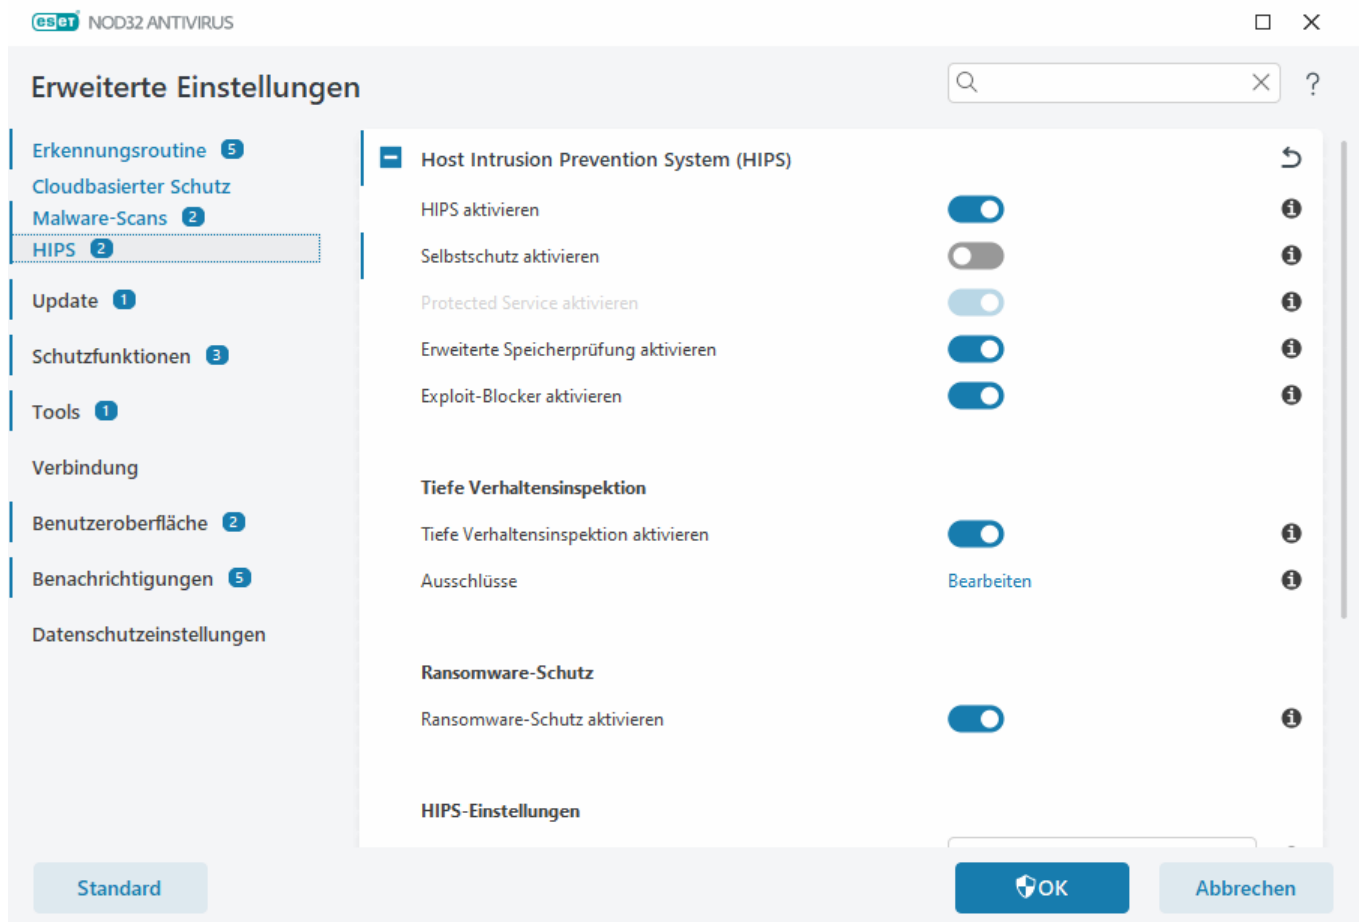 eset NOD32 ANTIVIRUS
Erweiterte Einstellungen
?
Erkennungsroutine 5
Cloudbasierter Schutz
Malware-Scans 2
HIPS 2
Update 1
Schutzfunktionen 3
Tools 1
Verbindung
Benutzeroberfläche 2
Benachrichtigungen 5
Datenschutzeinstellungen
Host Intrusion Prevention System (HIPS)
HIPS aktivieren
Selbstschutz aktivieren
Protected Service aktivieren
Erweiterte Speicherprüfung aktivieren
Exploit-Blocker aktivieren
Tiefe Verhaltensinspektion
Tiefe Verhaltensinspektion aktivieren
Ausschlüsse Bearbeiten
Ransomware-Schutz
Ransomware-Schutz aktivieren
HIPS-Einstellungen
Standard OK Abbrechen